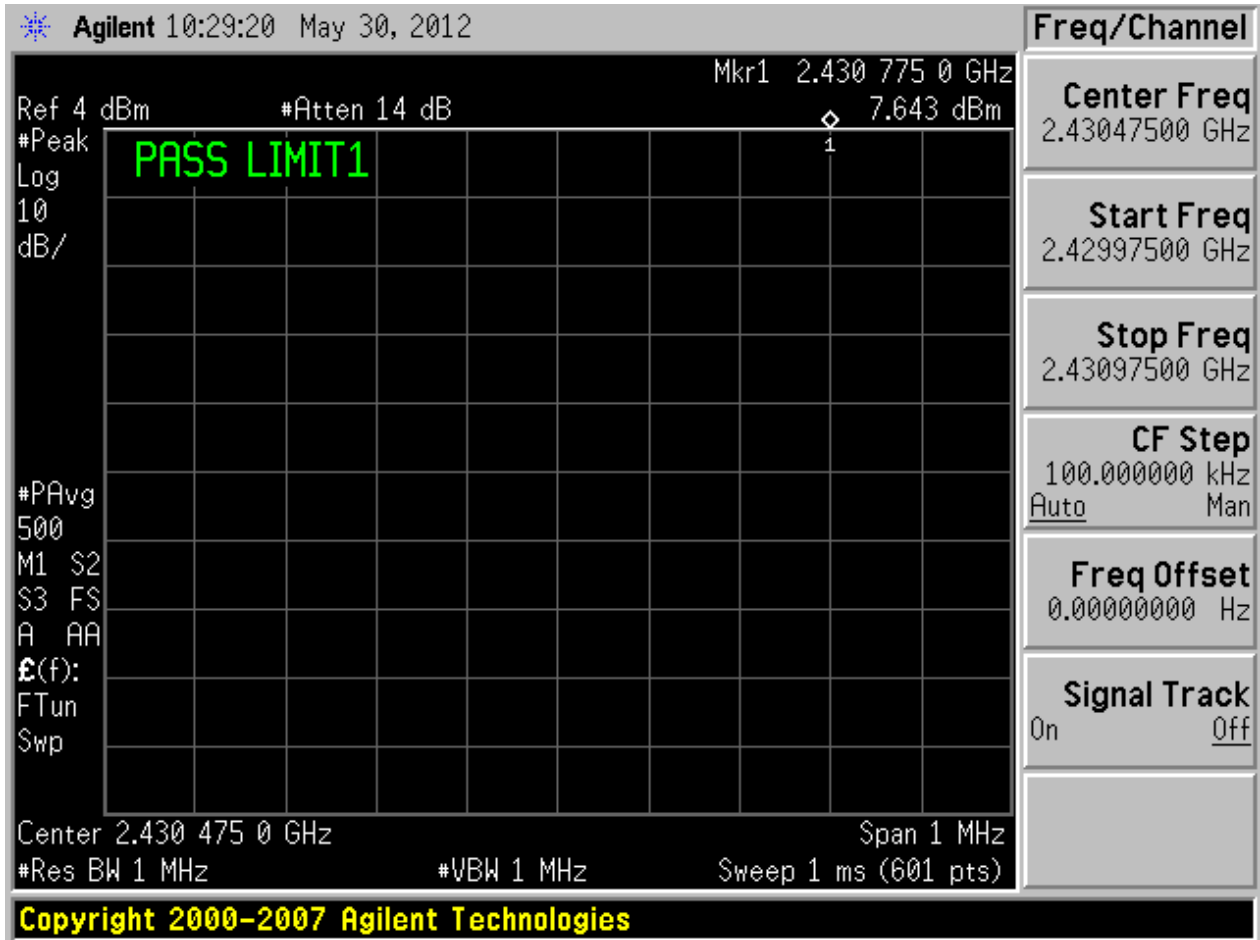 Agilent 10:29:20 May 30, 2012
Freq/Channel
Mkr1 2.430 775 0 GHz
Ref 4 dBm #Atten 14 dB 7.643 dBm
#Peak
Log
10
dB/
PASS LIMIT1
1
#PAvg
500
M1 S2
S3 FS
A AA
£(f):
FTun
Swp
Center 2.430 475 0 GHz Span 1 MHz
#Res BW 1 MHz #VBW 1 MHz Sweep 1 ms (601 pts)
Copyright 2000-2007 Agilent Technologies
Center Freq
2.43047500 GHz
Start Freq
2.42997500 GHz
Stop Freq
2.43097500 GHz
CF Step
100.000000 kHz
Auto Man
Freq Offset
0.00000000 Hz
Signal Track
On Off